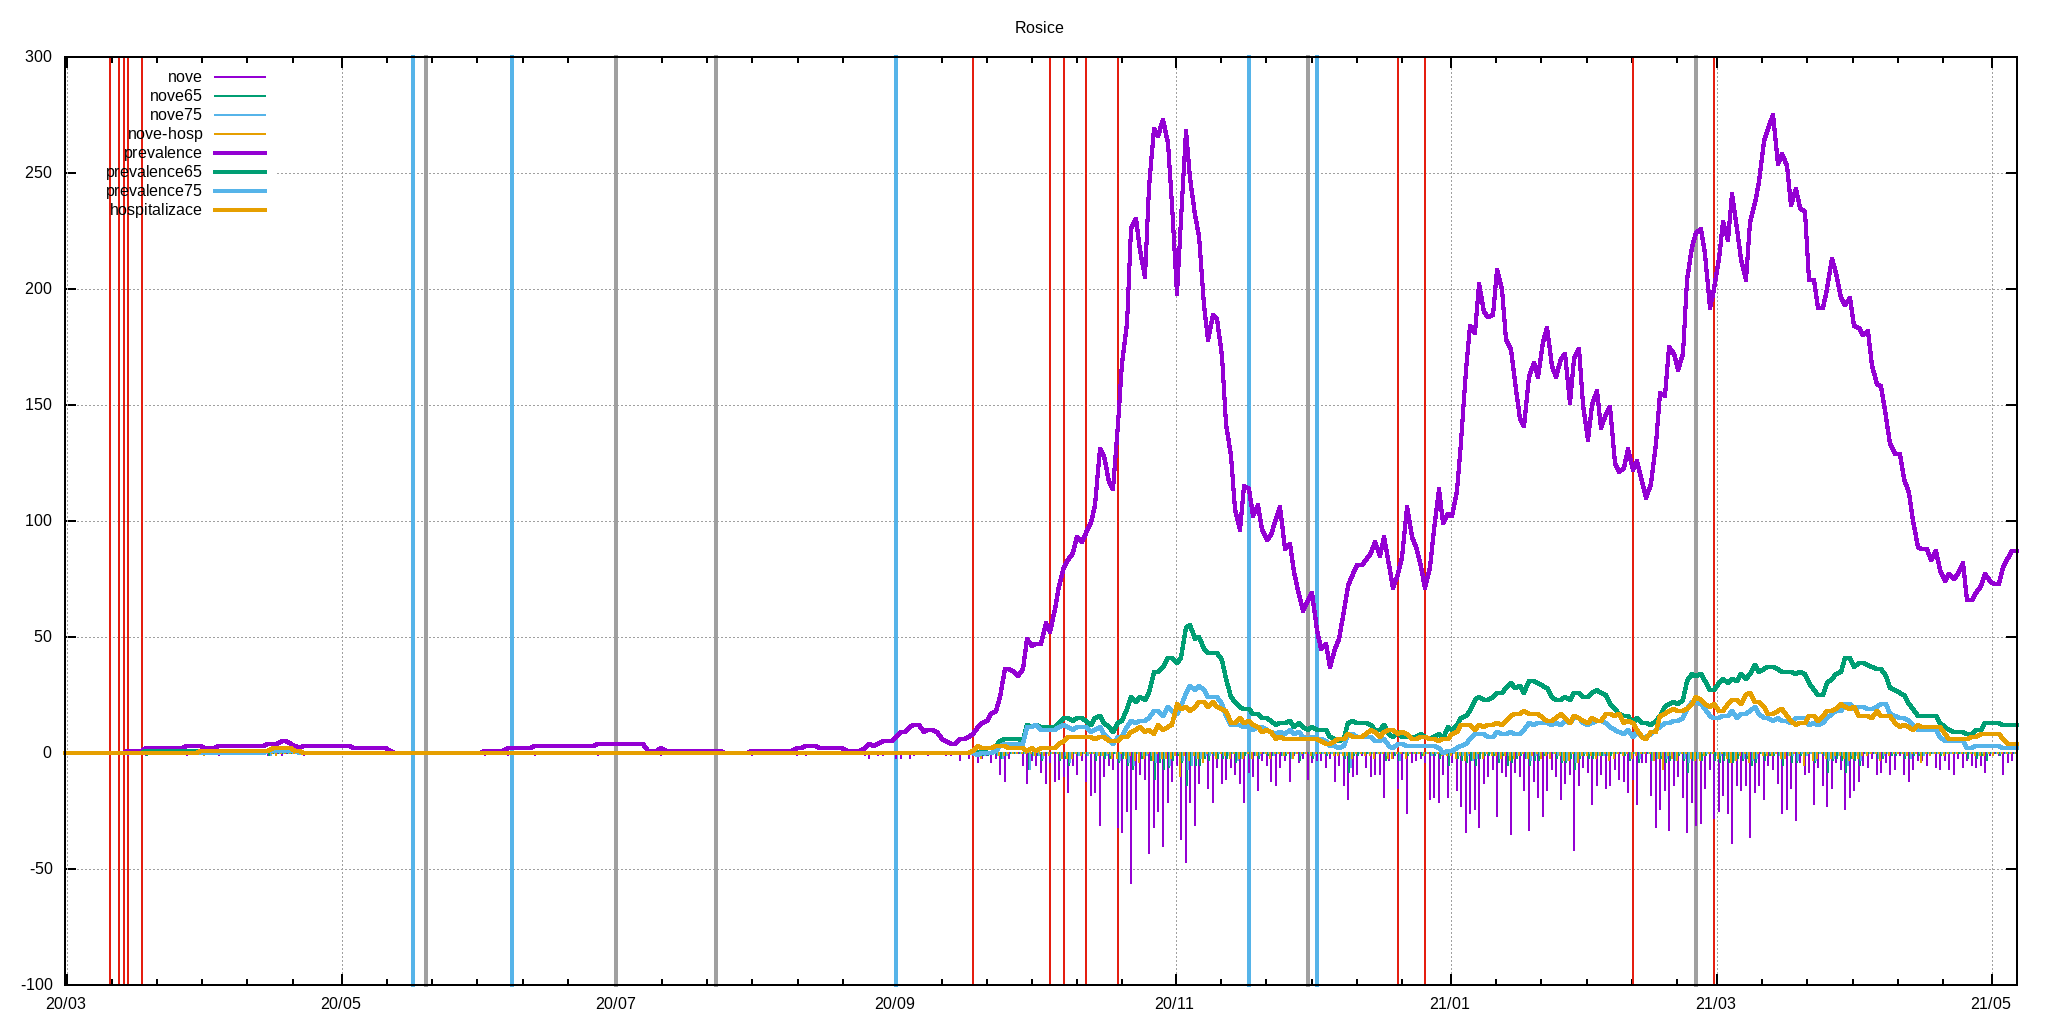 Rosice
300
250
200
150
100
50
0
-50
-100
nove
nove65
nove75
nove-hosp
prevalence
prevalence65
prevalence75
hospitalizace
20/03 20/05 20/07 20/09 20/11 21/01 21/03 21/05